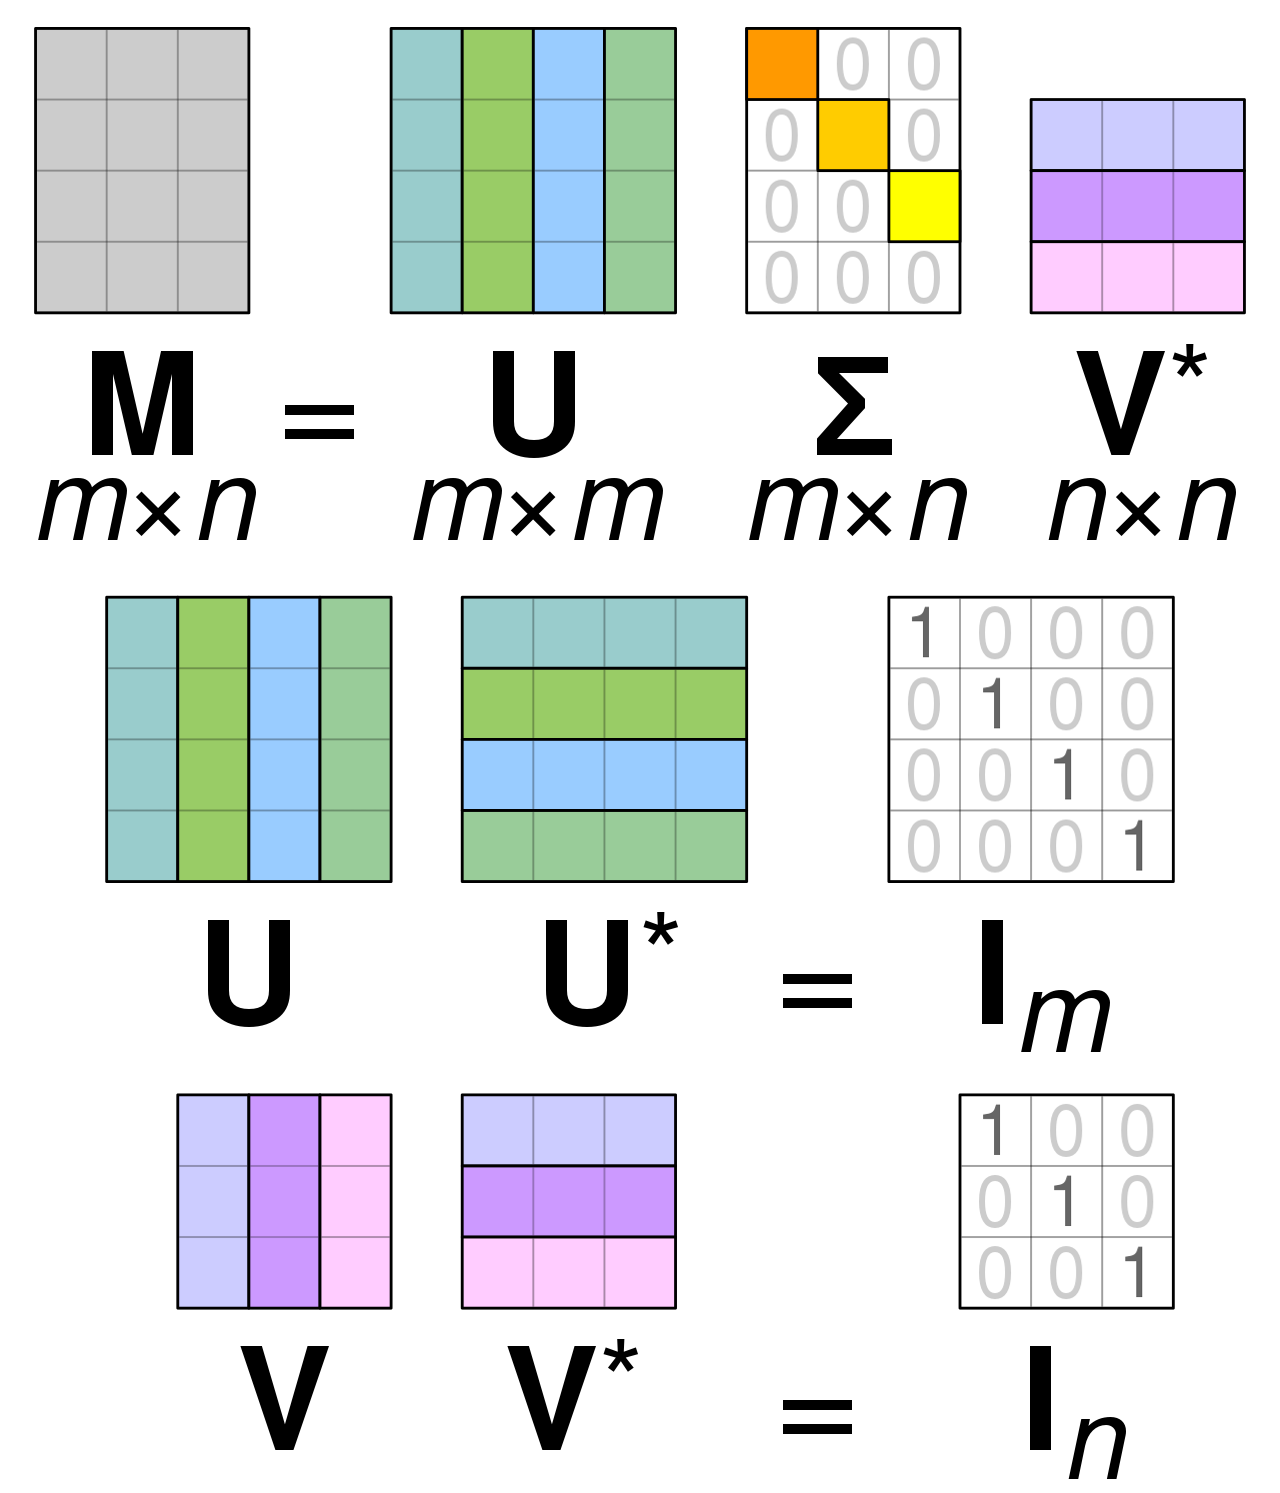 0 0
0 0
0 0
0 0 0
M = U Σ V*
m×n m×m m×n n×n
1 0 0 0
0 1 0 0
0 0 1 0
0 0 0 1
U U* = Im
1 0 0
0 1 0
0 0 1
V V* = In